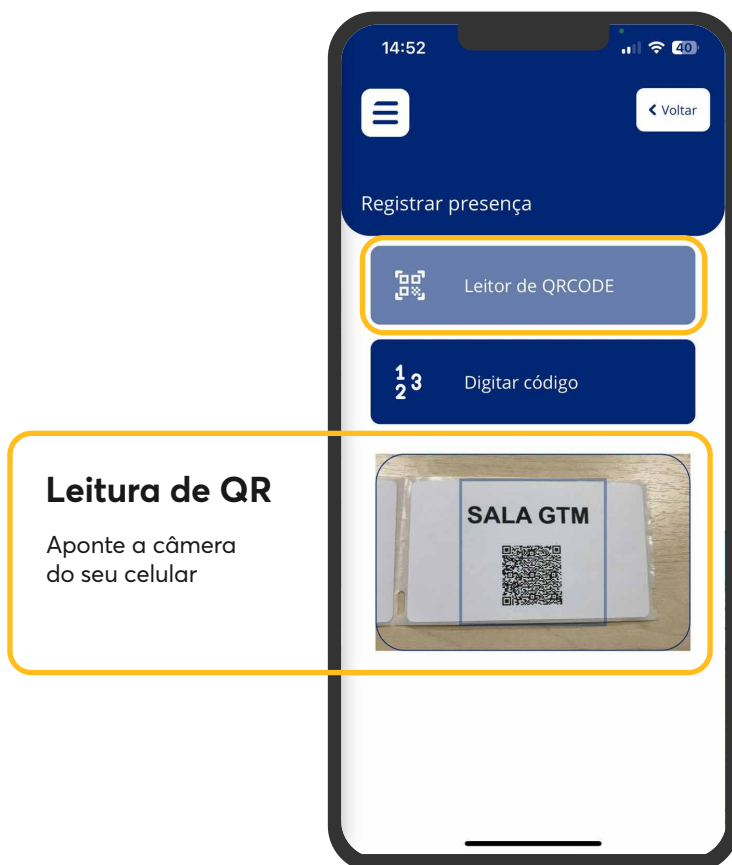 14:52
40
Voltar
Registrar presença
Leitor de QRCODE
1 2 3
Digitar código
Leitura de QR
Aponte a câmera
do seu celular
SALA GTM